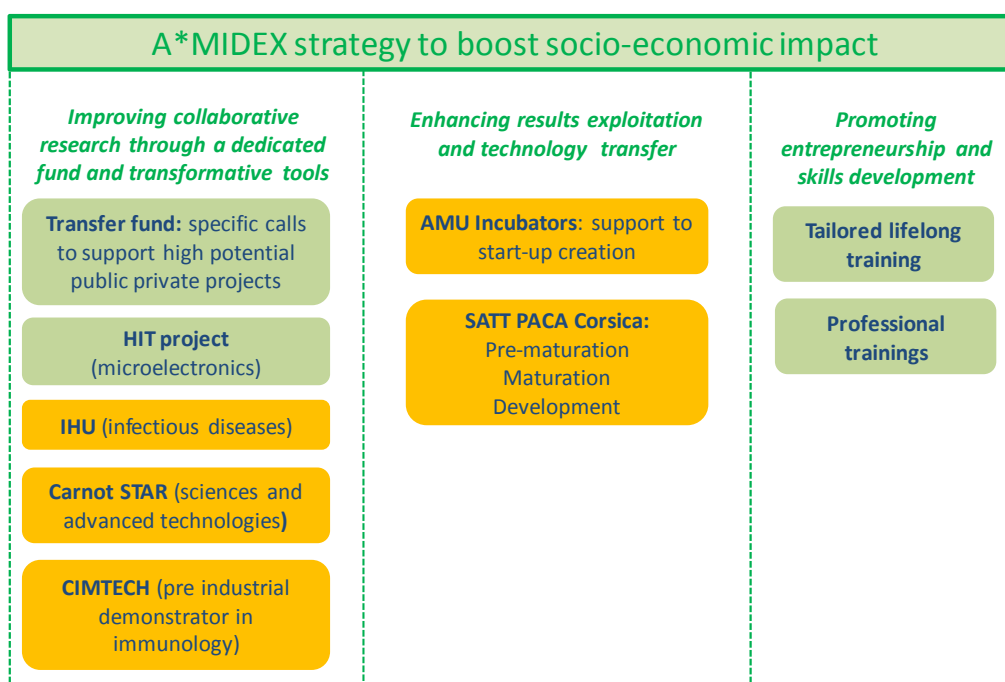 A*MIDEX strategy to boost socio-economic impact
Improving collaborative
research through a dedicated
fund and transformative tools
Transfer fund: specific calls
to support high potential
public private projects
HIT project
(microelectronics)
IHU (infectious diseases)
Carnot STAR (sciences and
advanced technologies)
CIMTECH (pre industrial
demonstrator in
immunology)
Enhancing results exploitation
and technology transfer
AMU Incubators: support to
start-up creation
SATT PACA Corsica:
Pre-maturation
Maturation
Development
Promoting
entrepreneurship and
skills development
Tailored lifelong
training
Professional
trainings